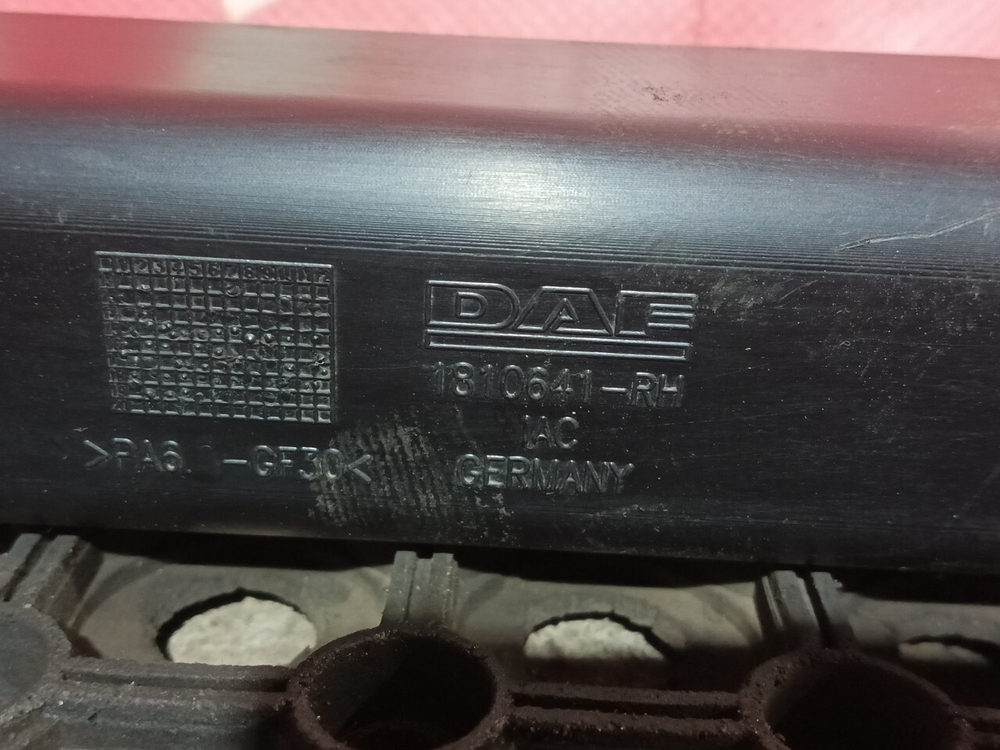 DAF
1810641-RH
IAC
GERMANY
>PA6. -GF30<